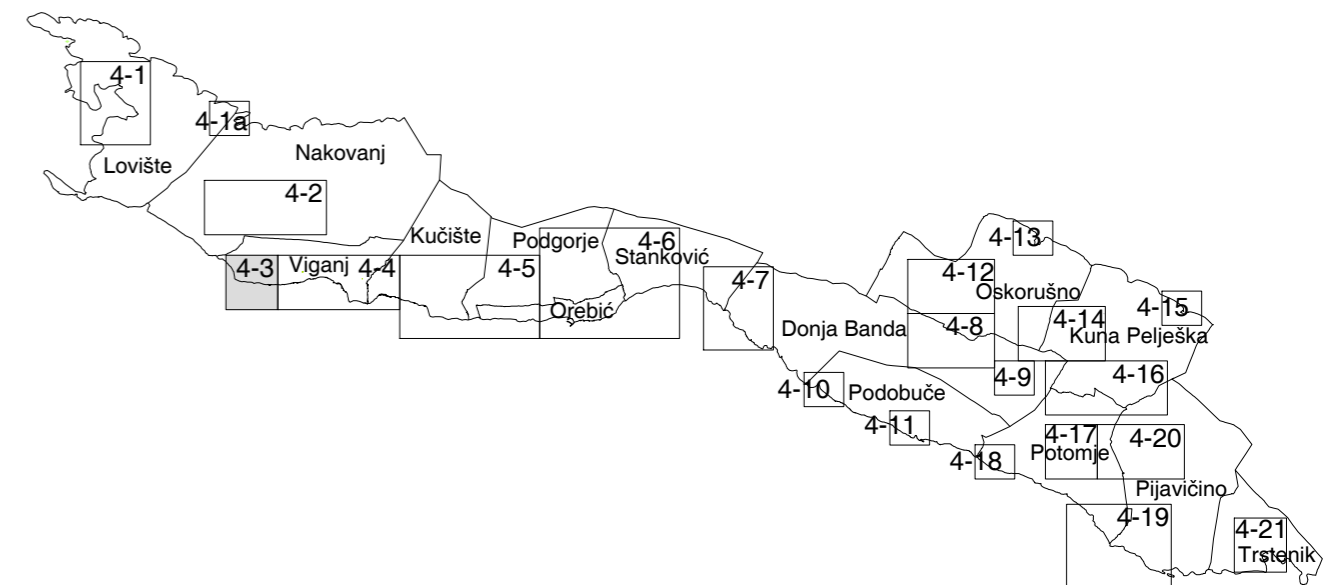 4-1
4-1a
Lovište
Nakovanj
4-2
Kučište
Podgorje
4-6
Stanković
4-3
Viganj
4-4
4-5
Orebić
4-7
Donja Banda
4-13
4-12
Oskorušno
4-15
4-14
Kuna Pelješka
4-8
4-9
4-16
4-10
Podobuče
4-11
4-17
4-20
Potomje
4-18
Pijavičino
4-19
4-21
Trstenik